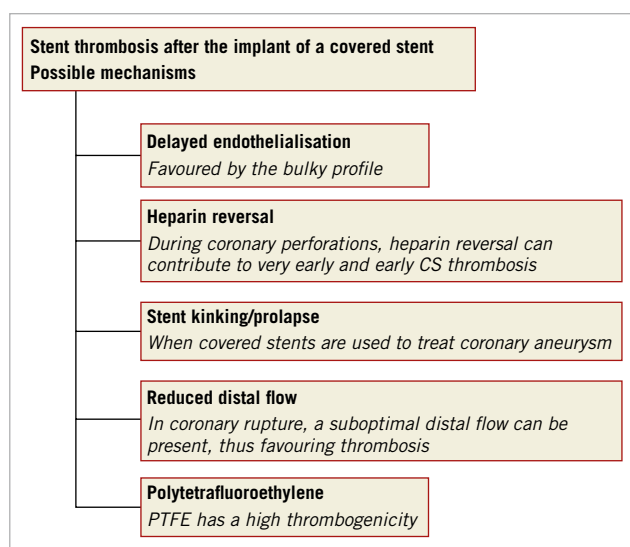 Stent thrombosis after the implant of a covered stent
Possible mechanisms
Delayed endothelialisation
Favoured by the bulky profile
Heparin reversal
During coronary perforations, heparin reversal can
contribute to very early and early CS thrombosis
Stent kinking/prolapse
When covered stents are used to treat coronary aneurysm
Reduced distal flow
In coronary rupture, a suboptimal distal flow can be
present, thus favouring thrombosis
Polytetrafluoroethylene
PTFE has a high thrombogenicity